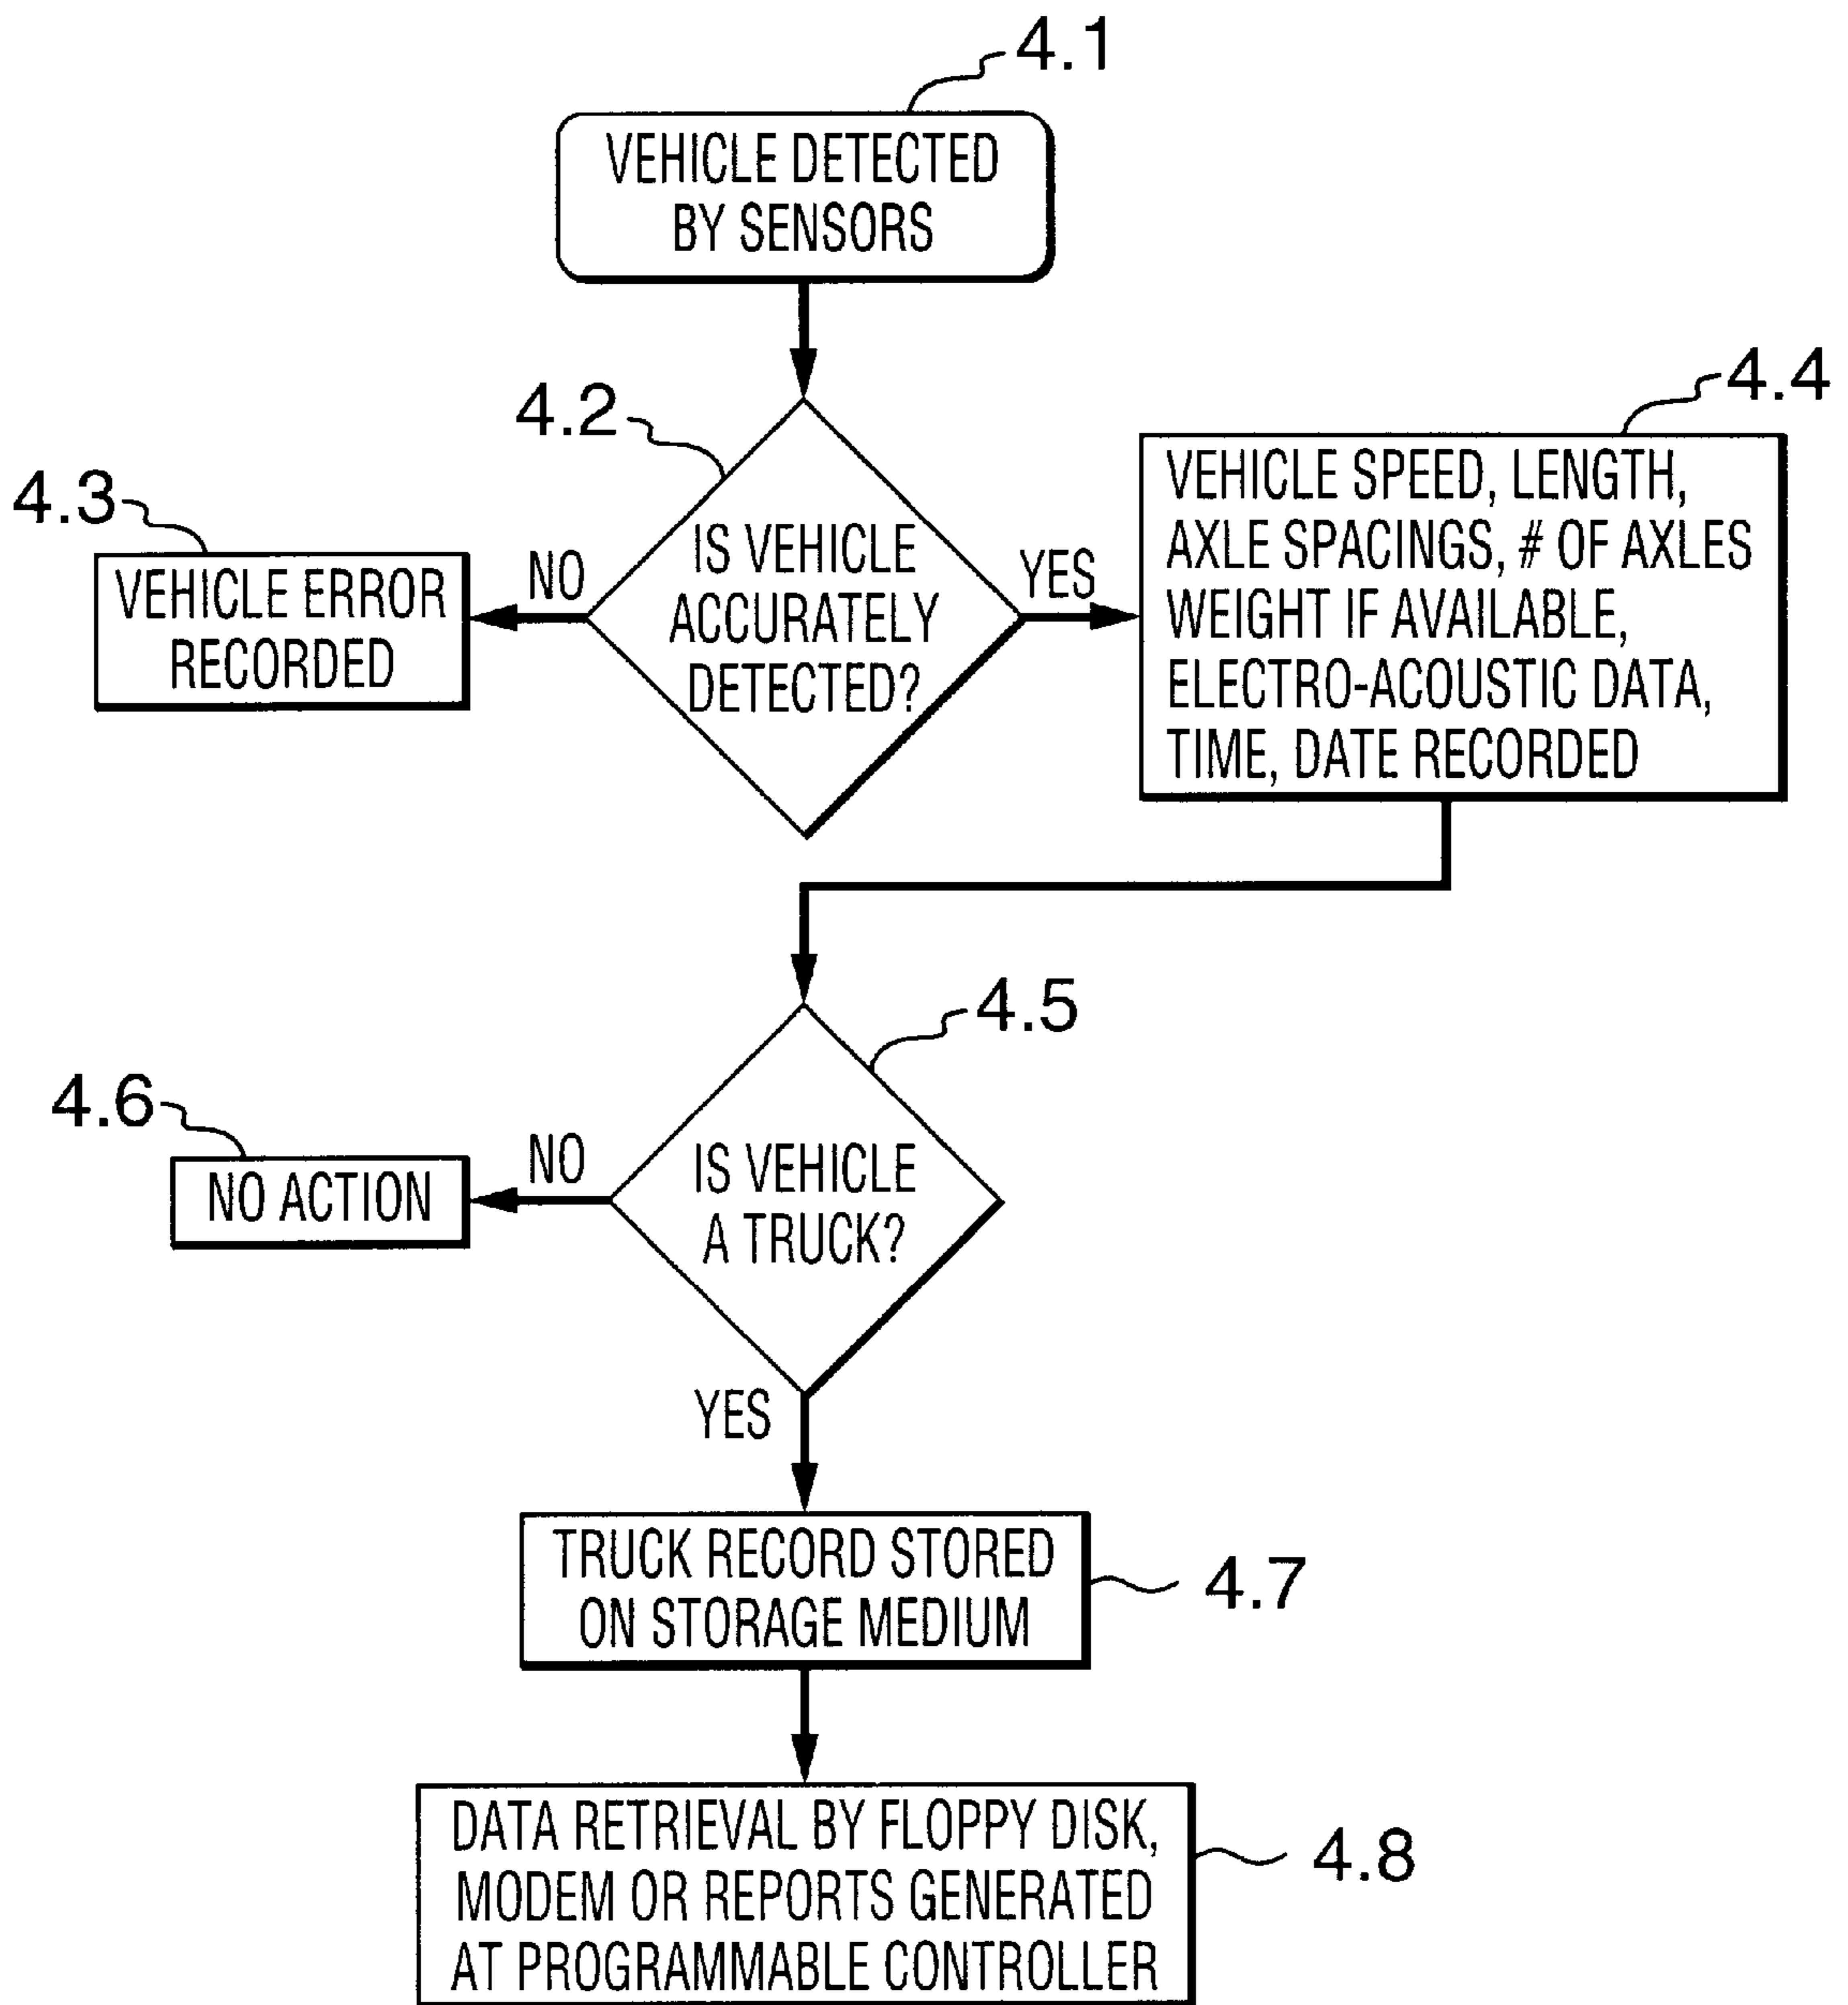 4.1
VEHICLE DETECTED
BY SENSORS
4.2
IS VEHICLE
ACCURATELY
DETECTED?
NO
4.3
VEHICLE ERROR
RECORDED
YES
4.4
VEHICLE SPEED, LENGTH,
AXLE SPACINGS, # OF AXLES
WEIGHT IF AVAILABLE,
ELECTRO-ACOUSTIC DATA,
TIME, DATE RECORDED
4.5
IS VEHICLE
A TRUCK?
NO
4.6
NO ACTION
YES
TRUCK RECORD STORED
ON STORAGE MEDIUM
4.7
DATA RETRIEVAL BY FLOPPY DISK,
MODEM OR REPORTS GENERATED
AT PROGRAMMABLE CONTROLLER
4.8